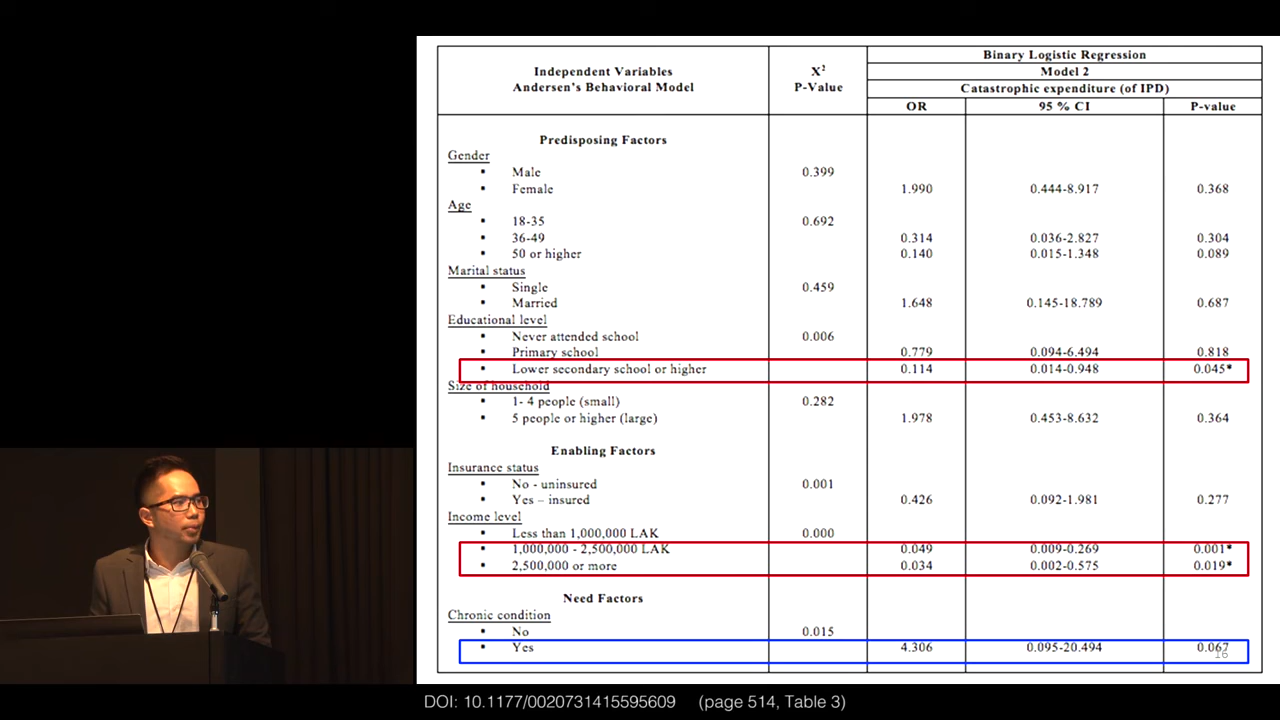 Independent Variables
Andersen's Behavioral Model
X² P-Value
Binary Logistic Regression
Model 2
Catastrophic expenditure (of IPD)
OR 95 % CI P-value
Predisposing Factors
Gender
▪ Male 0.399
▪ Female 1.990 0.444-8.917 0.368
Age
▪ 18-35 0.692
▪ 36-49 0.314 0.036-2.827 0.304
▪ 50 or higher 0.140 0.015-1.348 0.089
Marital status
▪ Single 0.459
▪ Married 1.648 0.145-18.789 0.687
Educational level
▪ Never attended school 0.006
▪ Primary school 0.779 0.094-6.494 0.818
▪ Lower secondary school or higher 0.114 0.014-0.948 0.045*
Size of household
▪ 1- 4 people (small) 0.282
▪ 5 people or higher (large) 1.978 0.453-8.632 0.364
Enabling Factors
Insurance status
▪ No - uninsured 0.001
▪ Yes – insured 0.426 0.092-1.981 0.277
Income level
▪ Less than 1,000,000 LAK 0.000
▪ 1,000,000 - 2,500,000 LAK 0.049 0.009-0.269 0.001*
▪ 2,500,000 or more 0.034 0.002-0.575 0.019*
Need Factors
Chronic condition
▪ No 0.015
▪ Yes 4.306 0.095-20.494 0.067
16
DOI: 10.1177/0020731415595609 (page 514, Table 3)